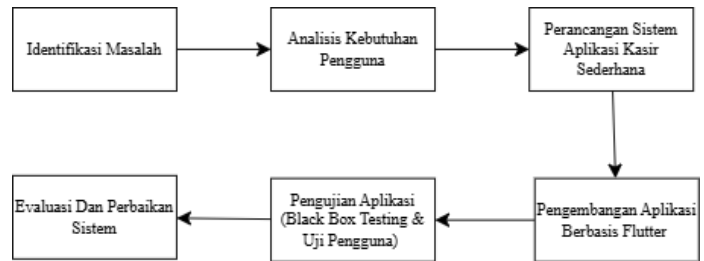 Identifikasi Masalah
Analisis Kebutuhan
Pengguna
Perancangan Sistem
Aplikasi Kasir
Sederhana
Pengembangan Aplikasi
Berbasis Flutter
Pengujian Aplikasi
(Black Box Testing &
Uji Pengguna)
Evaluasi Dan Perbaikan
Sistem